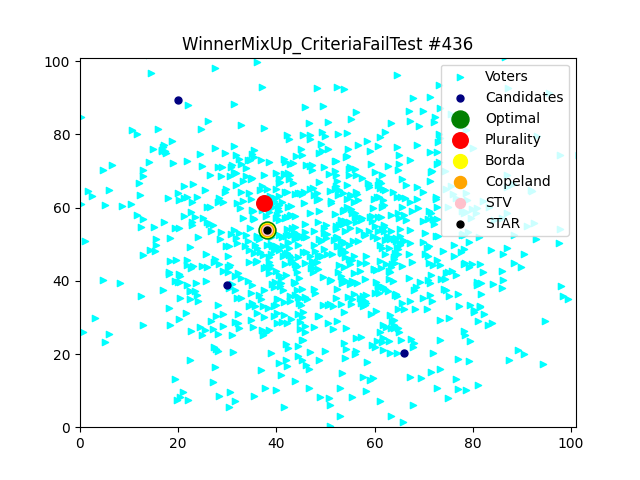 WinnerMixUp_CriteriaFailTest #436
100
80
60
40
20
0
0 20 40 60 80 100
Voters
Candidates
Optimal
Plurality
Borda
Copeland
STV
STAR